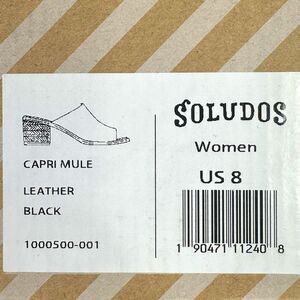 SOLUDOS
Women
US 8
CAPRI MULE
LEATHER
BLACK
1000500-001
1 90471 11240 8